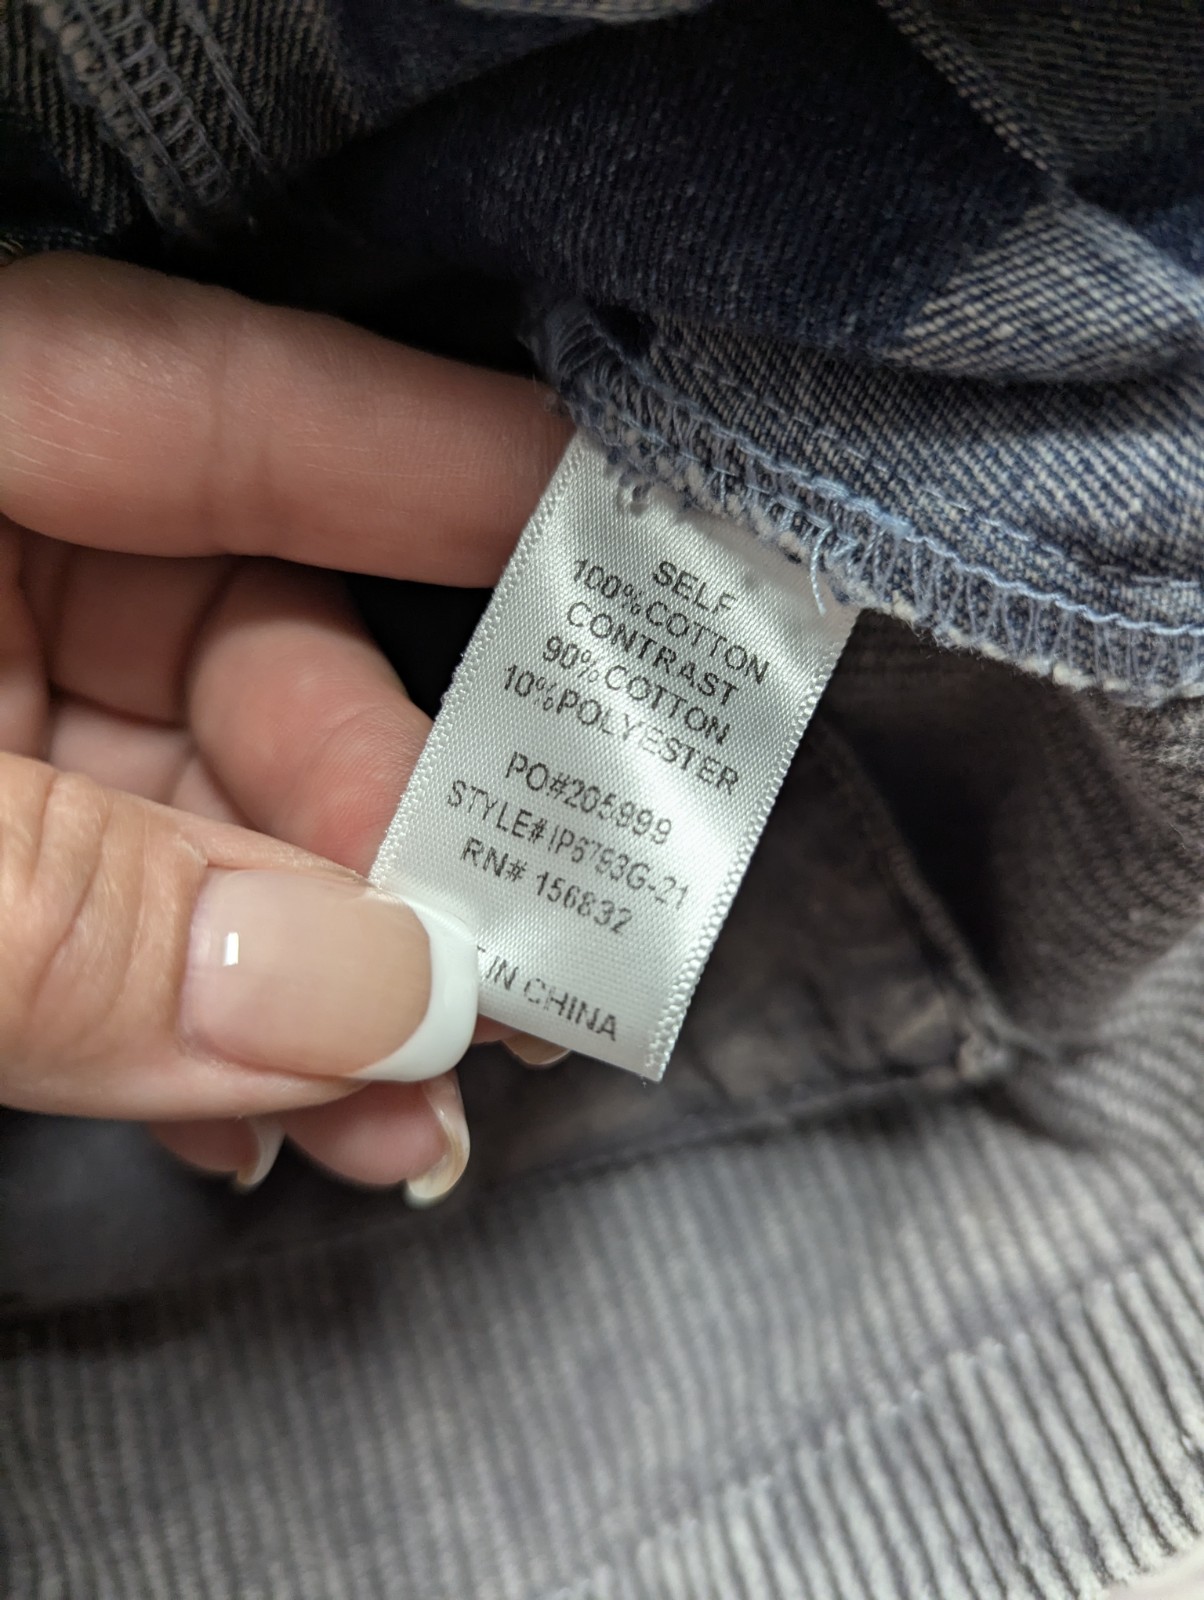 SELF
100%COTTON
CONTRAST
90%COTTON
10%POLYESTER
PO#205999
STYLE# IP6793G-21
RN# 156832
IN CHINA